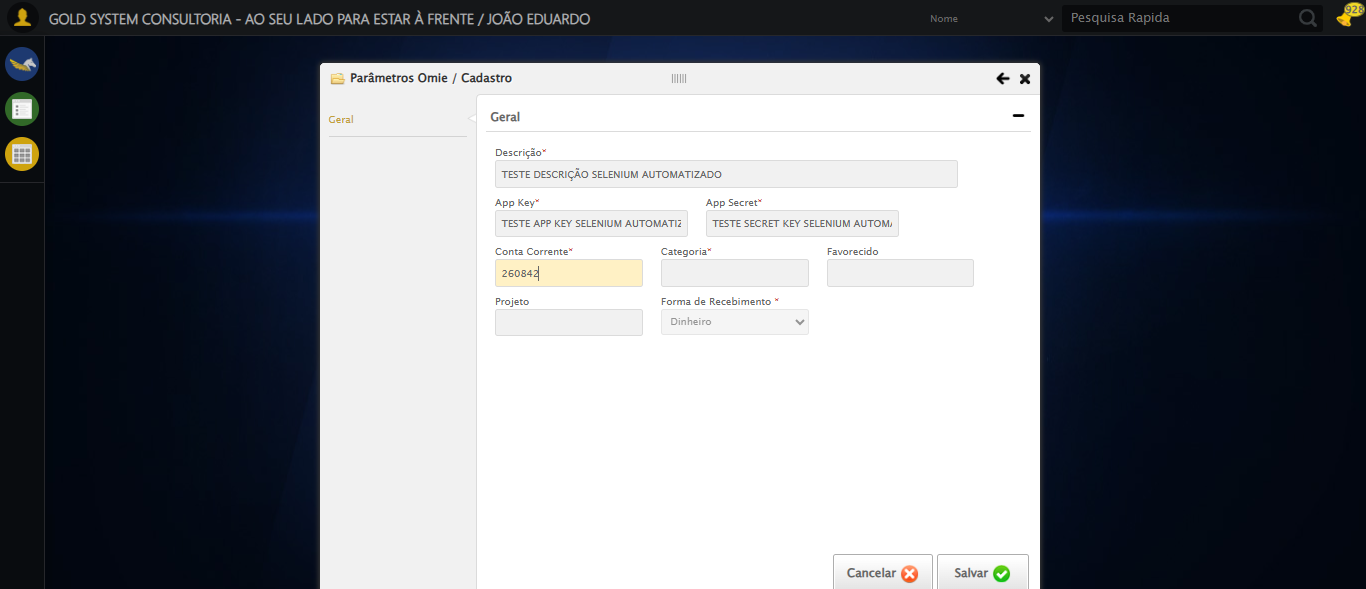 GOLD SYSTEM CONSULTORIA - AO SEU LADO PARA ESTAR À FRENTE / JOÃO EDUARDO
Nome
Pesquisa Rapida
928
Parâmetros Omie / Cadastro
Geral
Geral
Descrição*
TESTE DESCRIÇÃO SELENIUM AUTOMATIZADO
App Key* App Secret*
TESTE APP KEY SELENIUM AUTOMATIZ TESTE SECRET KEY SELENIUM AUTOMA
Conta Corrente* Categoria* Favorecido
260842
Projeto Forma de Recebimento *
Dinheiro
Cancelar Salvar